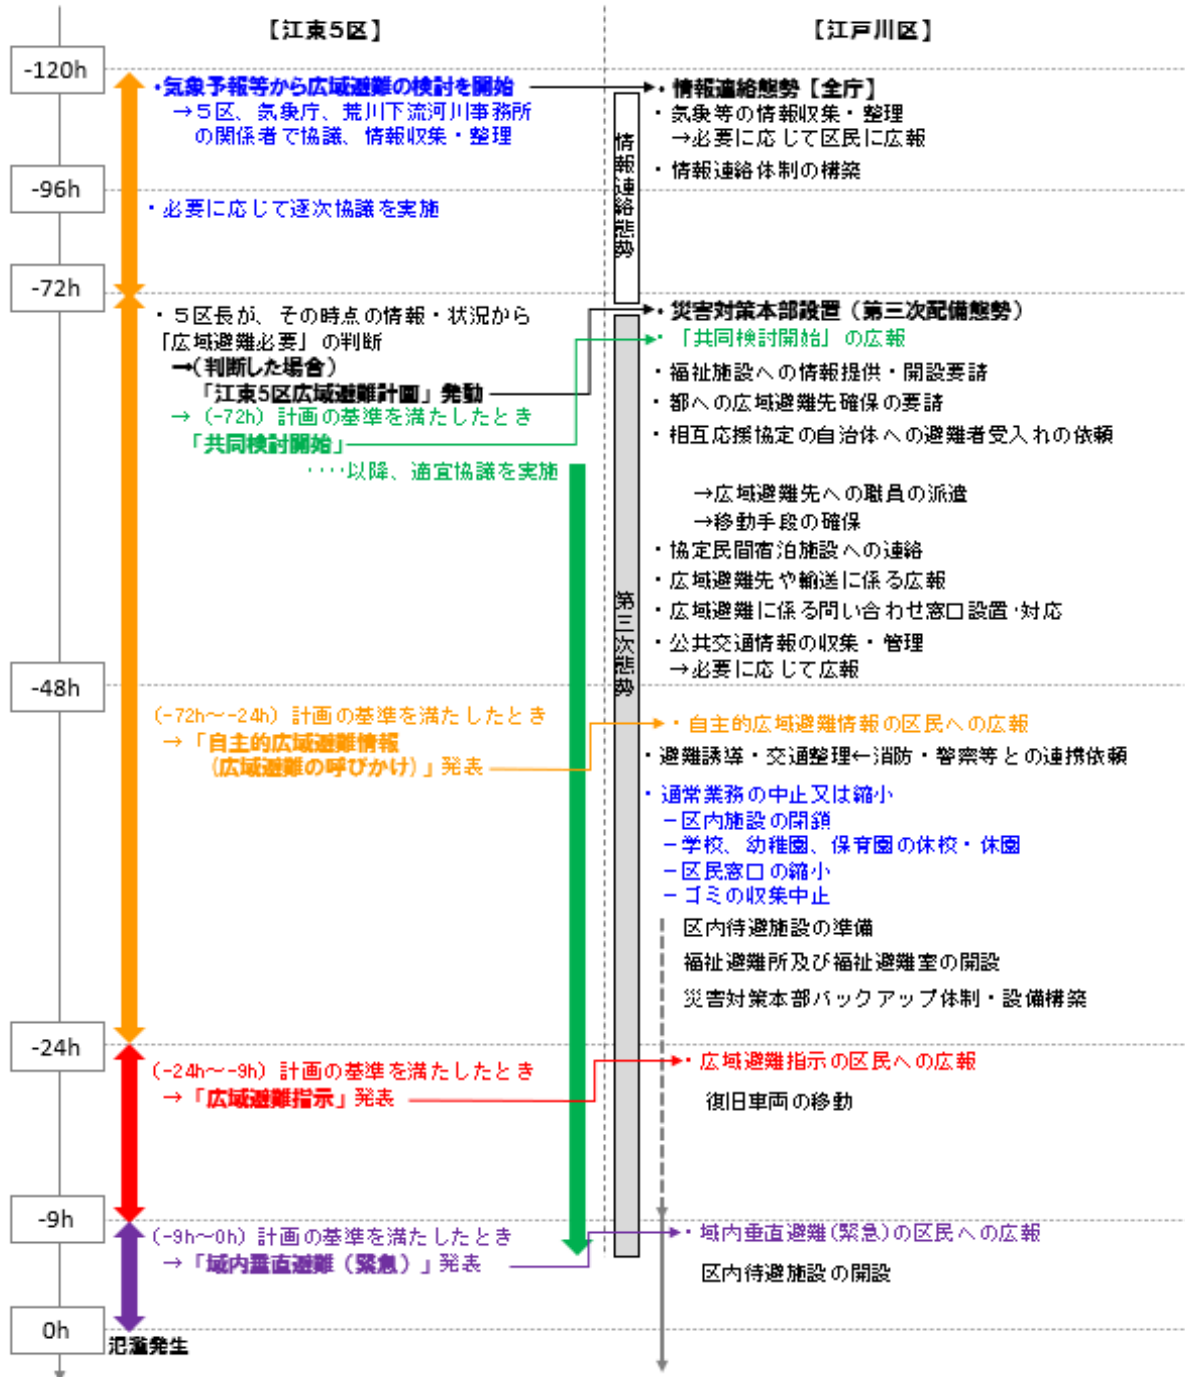 【江東5区】
【江戸川区】
-120h
・気象予報等から広域避難の検討を開始
→5区、気象庁、荒川下流河川事務所
の関係者で協議、情報収集・整理
・情報連絡態勢【全庁】
・気象等の情報収集・整理
→必要に応じて区民に広報
・情報連絡体制の構築
情報連絡態勢
-96h
・必要に応じて逐次協議を実施
-72h
・5区長が、その時点の情報・状況から
「広域避難必要」の判断
→(判断した場合)
「江東5区広域避難計画」発動
→ (-72h) 計画の基準を満たしたとき
「共同検討開始」
‥‥以降、適宜協議を実施
・災害対策本部設置(第三次配備態勢)
・「共同検討開始」の広報
・福祉施設への情報提供・開設要請
・都への広域避難先確保の要請
・相互応援協定の自治体への避難者受入れの依頼
→広域避難先への職員の派遣
→移動手段の確保
・協定民間宿泊施設への連絡
・広域避難先や輸送に係る広報
・広域避難に係る問い合わせ窓口設置・対応
・公共交通情報の収集・管理
→必要に応じて広報
第三次態勢
-48h
(-72h~-24h) 計画の基準を満たしたとき
→「自主的広域避難情報
(広域避難の呼びかけ)」発表
・自主的広域避難情報の区民への広報
・避難誘導・交通整理←消防・警察等との連携依頼
・通常業務の中止又は縮小
－区内施設の閉鎖
－学校、幼稚園、保育園の休校・休園
－区民窓口の縮小
－ゴミの収集中止
区内待避施設の準備
福祉避難所及び福祉避難室の開設
災害対策本部バックアップ体制・設備構築
-24h
(-24h~-9h) 計画の基準を満たしたとき
→「広域避難指示」発表
・広域避難指示の区民への広報
復旧車両の移動
-9h
(-9h~0h) 計画の基準を満たしたとき
→「域内垂直避難(緊急)」発表
・域内垂直避難(緊急)の区民への広報
区内待避施設の開設
0h
氾濫発生